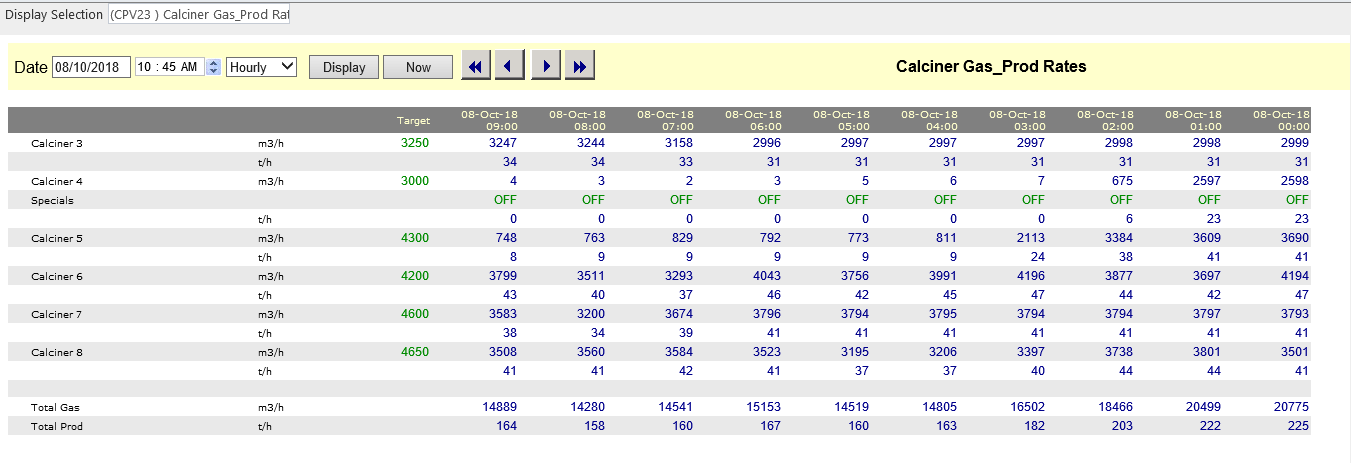 Display Selection (CPV23 ) Calciner Gas_Prod Rat
Date 08/10/2018 10 : 45 AM Hourly Display Now Calciner Gas_Prod Rates
08-Oct-18 08-Oct-18 08-Oct-18 08-Oct-18 08-Oct-18 08-Oct-18 08-Oct-18 08-Oct-18 08-Oct-18 08-Oct-18
Target 09:00 08:00 07:00 06:00 05:00 04:00 03:00 02:00 01:00 00:00
Calciner 3 m3/h 3250 3247 3244 3158 2996 2997 2997 2997 2998 2998 2999
t/h 34 34 33 31 31 31 31 31 31 31
Calciner 4 m3/h 3000 4 3 2 3 5 6 7 675 2597 2598
Specials OFF OFF OFF OFF OFF OFF OFF OFF OFF OFF
t/h 0 0 0 0 0 0 0 6 23 23
Calciner 5 m3/h 4300 748 763 829 792 773 811 2113 3384 3609 3690
t/h 8 9 9 9 9 9 24 38 41 41
Calciner 6 m3/h 4200 3799 3511 3293 4043 3756 3991 4196 3877 3697 4194
t/h 43 40 37 46 42 45 47 44 42 47
Calciner 7 m3/h 4600 3583 3200 3674 3796 3794 3795 3794 3794 3797 3793
t/h 38 34 39 41 41 41 41 41 41 41
Calciner 8 m3/h 4650 3508 3560 3584 3523 3195 3206 3397 3738 3801 3501
t/h 41 41 42 41 37 37 40 44 44 41
Total Gas m3/h 14889 14280 14541 15153 14519 14805 16502 18466 20499 20775
Total Prod t/h 164 158 160 167 160 163 182 203 222 225